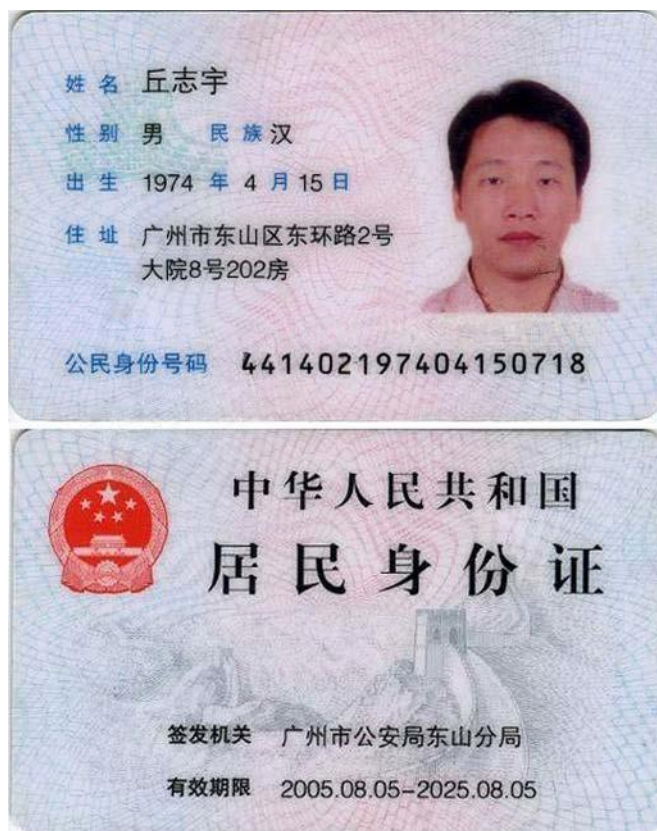 姓名 丘志宇
性别 男 民族 汉
出生 1974 年 4 月 15 日
住址 广州市东山区东环路2号
大院8号202房
公民身份号码 441402197404150718
中华人民共和国
居民身份证
签发机关 广州市公安局东山分局
有效期限 2005.08.05-2025.08.05